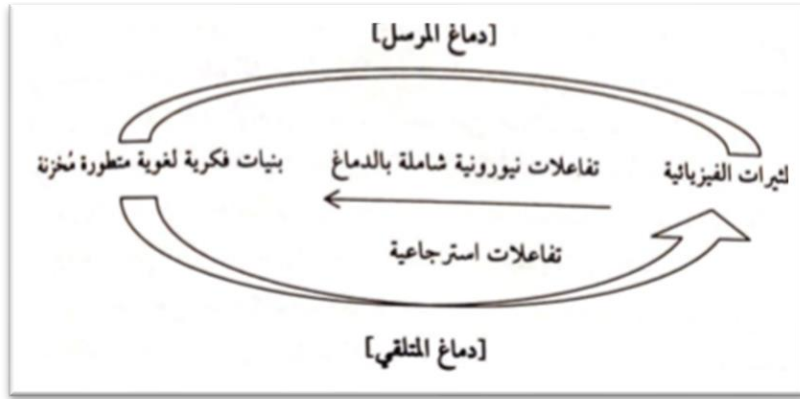 [دماغ المرسل]
لثيرات الفيزيائية
تفاعلات نيورونية شاملة بالدماغ
بنيات فكرية لغوية متطورة مُخزنة
تفاعلات استرجاعية
[دماغ المتلقي]